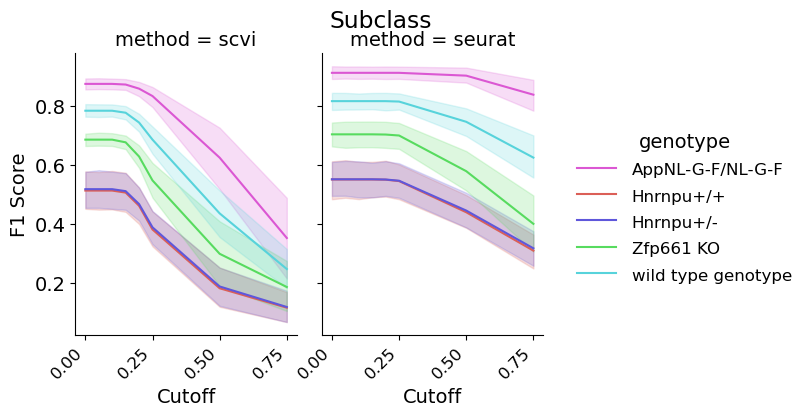 Subclass
method = scvi
method = seurat
F1 Score
0.8
0.6
0.4
0.2
0.00
0.25
0.50
0.75
0.00
0.25
0.50
0.75
Cutoff
Cutoff
genotype
AppNL-G-F/NL-G-F
Hnrnpu+/+
Hnrnpu+/-
Zfp661 KO
wild type genotype